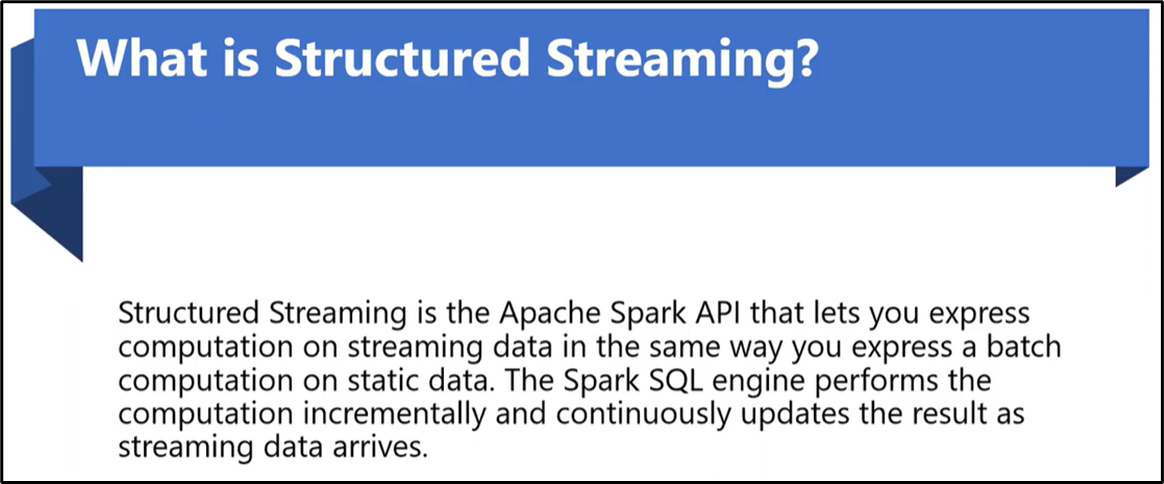 What is Structured Streaming?
Structured Streaming is the Apache Spark API that lets you express
computation on streaming data in the same way you express a batch
computation on static data. The Spark SQL engine performs the
computation incrementally and continuously updates the result as
streaming data arrives.